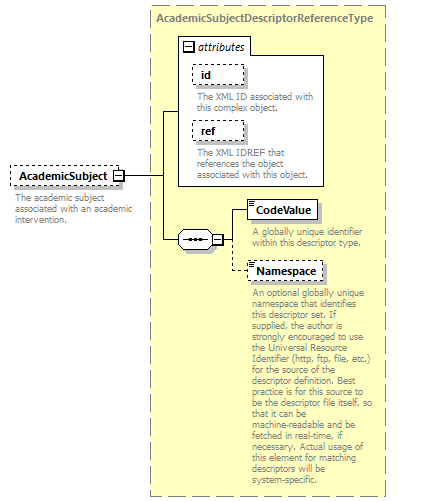 AcademicSubjectDescriptorReferenceType
attributes
id
The XML ID associated with
this complex object.
ref
The XML IDREF that
references the object
associated with this object.
AcademicSubject
The academic subject
associated with an academic
intervention.
CodeValue
A globally unique identifier
within this descriptor type.
Namespace
An optional globally unique
namespace that identifies
this descriptor set. If
supplied, the author is
strongly encouraged to use
the Universal Resource
Identifier (http, ftp, file, etc.)
for the source of the
descriptor definition. Best
practice is for this source to
be the descriptor file itself, so
that it can be
machine-readable and be
fetched in real-time, if
necessary. Actual usage of
this element for matching
descriptors will be
system-specific.